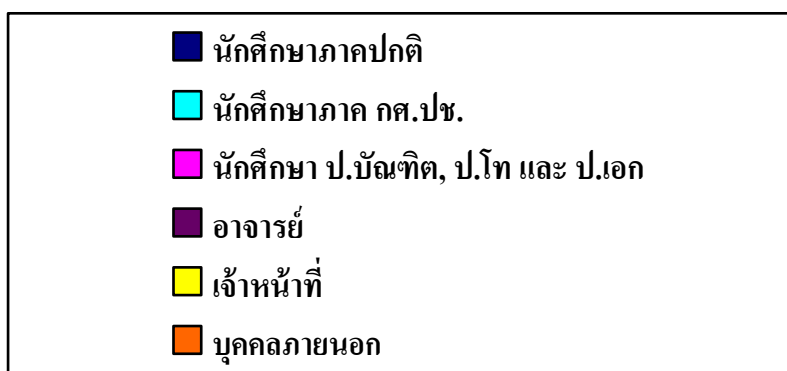 นักศึกษาภาคปกติ
นักศึกษาภาค กศ.ปช.
นักศึกษา ป.บัณฑิต, ป.โท และ ป.เอก
อาจารย์
เจ้าหน้าที่
บุคคลภายนอก